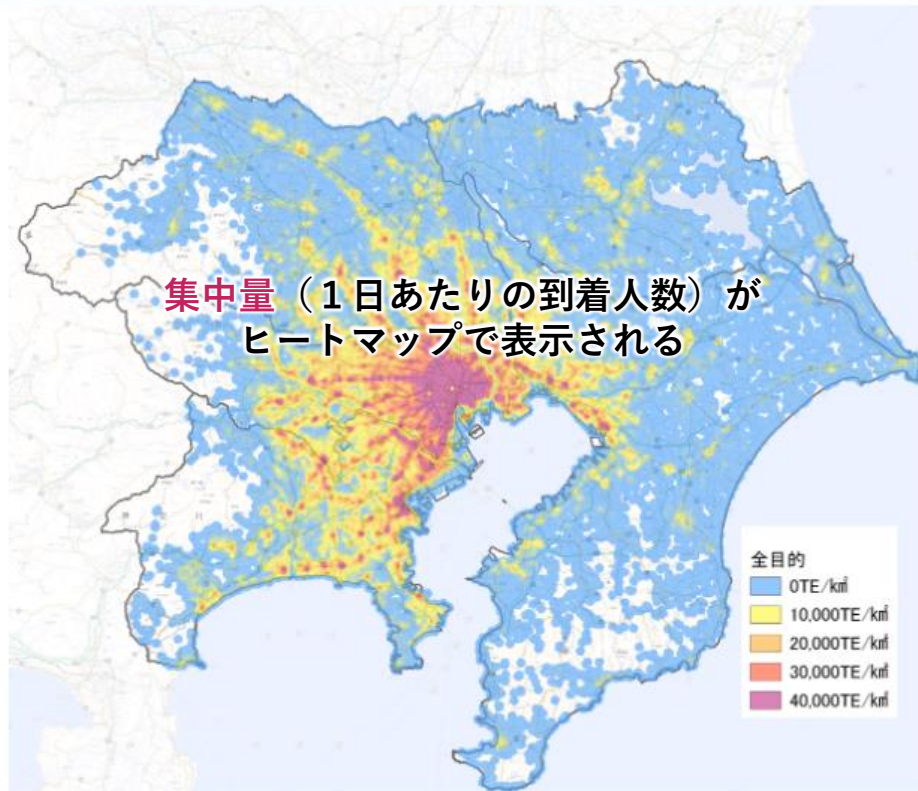 集中量（１日あたりの到着人数）が
ヒートマップで表示される
全目的
0TE/k㎡
10,000TE/k㎡
20,000TE/k㎡
30,000TE/k㎡
40,000TE/k㎡